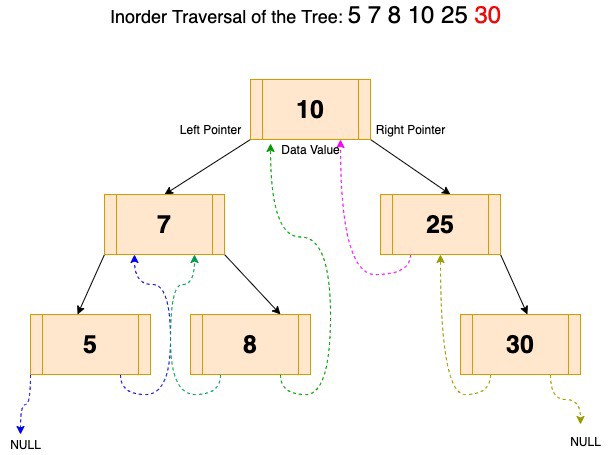 Inorder Traversal of the Tree: 5 7 8 10 25 30
10
Left Pointer
Right Pointer
Data Value
7
25
5
8
30
NULL
NULL